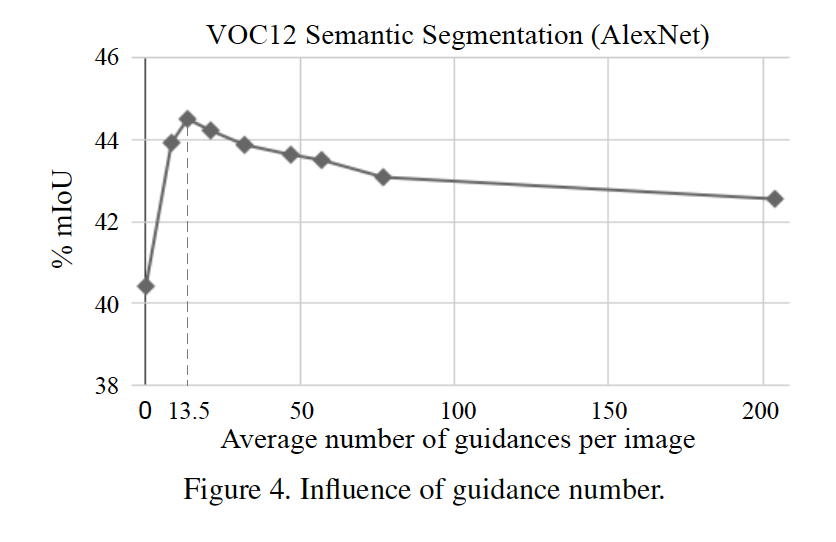 VOC12 Semantic Segmentation (AlexNet)
46
44
42
40
38
% mIoU
0 13.5 50 100 150 200
Average number of guidances per image
Figure 4. Influence of guidance number.